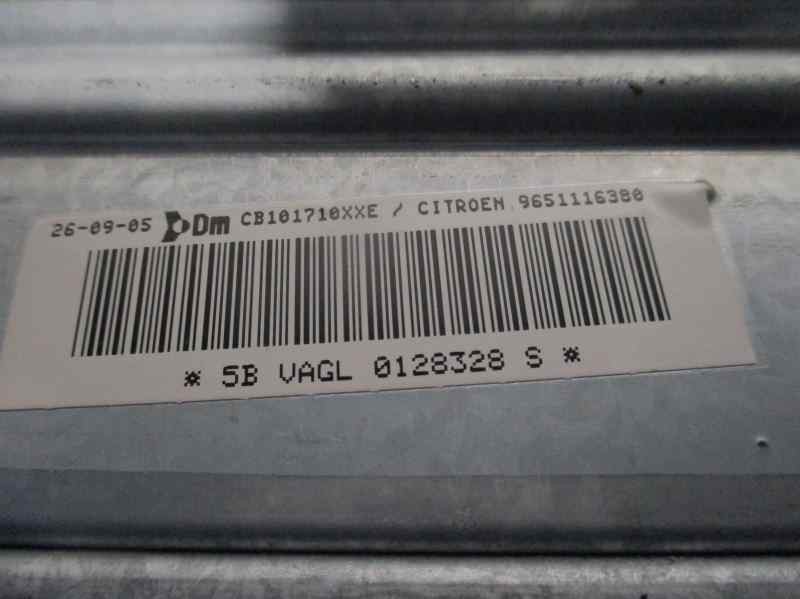 26-09-05 Dm CB101710XXE / CITROEN 9651116380
* 5B VAGL 0128328 S *